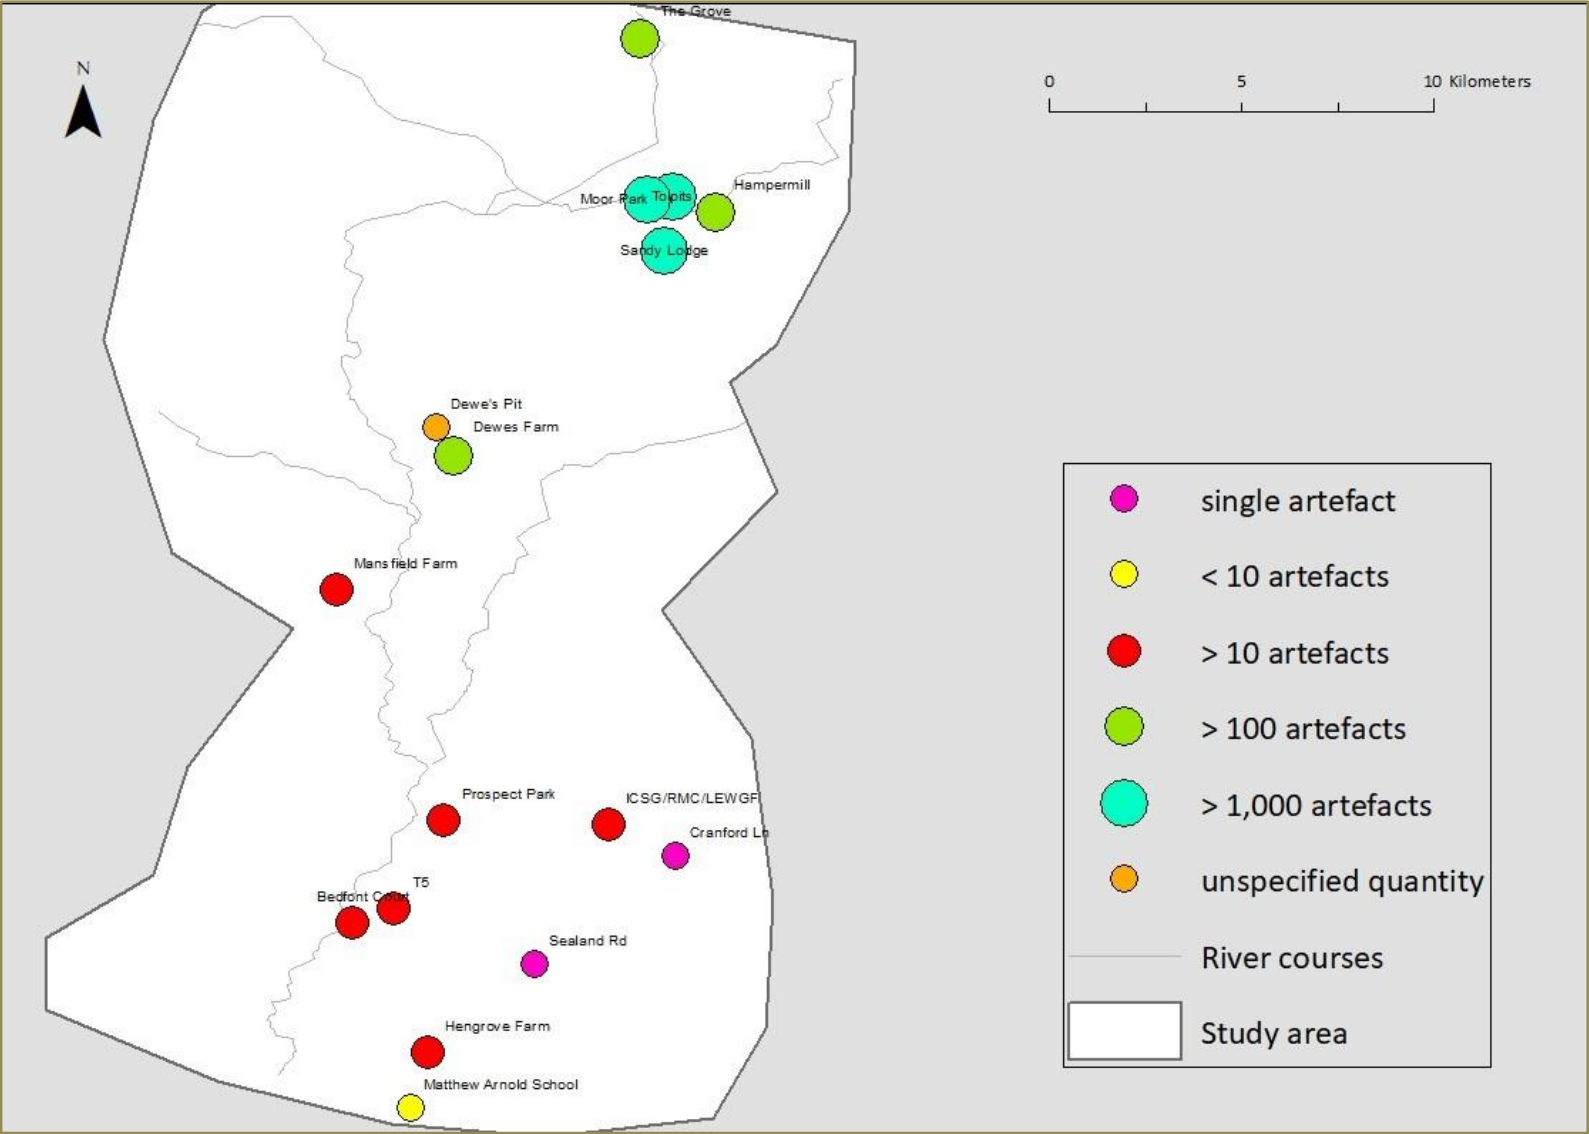 The Grove
N
0 5 10 Kilometers
Hampermill
Moor Park Tolpits
Sandy Lodge
Dewe's Pit
Dewes Farm
Mansfield Farm
Prospect Park
ICSG/RMC/LEWGF
Cranford Ln
T5
Bedfont Court
Sealand Rd
Hengrove Farm
Matthew Arnold School
single artefact
< 10 artefacts
> 10 artefacts
> 100 artefacts
> 1,000 artefacts
unspecified quantity
River courses
Study area